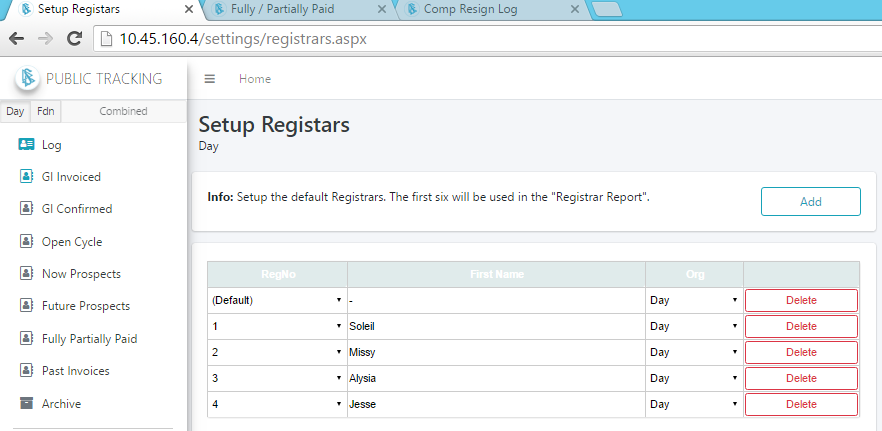 Setup Registars
Fully / Partially Paid
Comp Resign Log
10.45.160.4/settings/registrars.aspx
PUBLIC TRACKING
Home
Day Fdn Combined
Log
GI Invoiced
GI Confirmed
Open Cycle
Now Prospects
Future Prospects
Fully Partially Paid
Past Invoices
Archive
Setup Registars
Day
Info: Setup the default Registrars. The first six will be used in the "Registrar Report".
Add
RegNo First Name Org
(Default) - Day Delete
1 Soleil Day Delete
2 Missy Day Delete
3 Alysia Day Delete
4 Jesse Day Delete